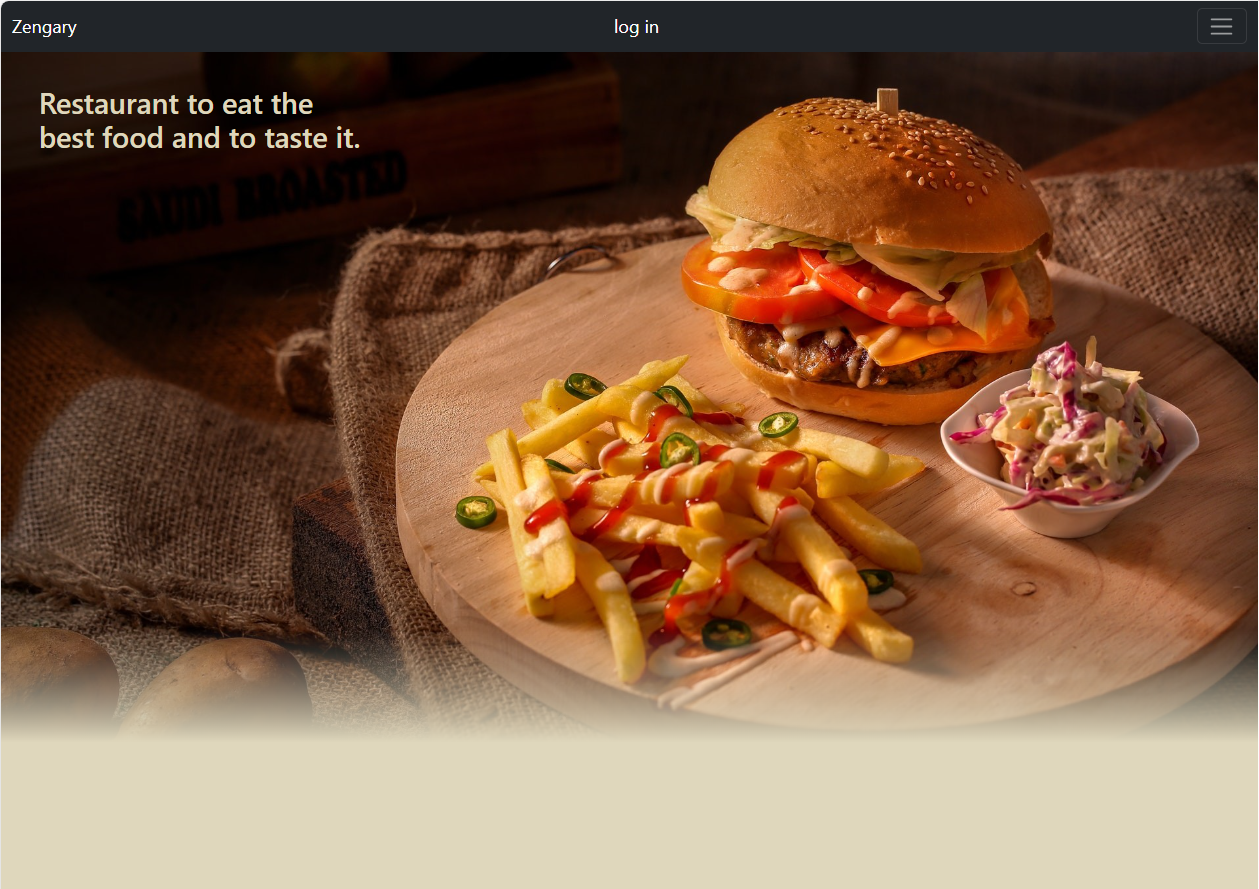 Zengary
log in
Restaurant to eat the
best food and to taste it.
SAUDI BROASTED